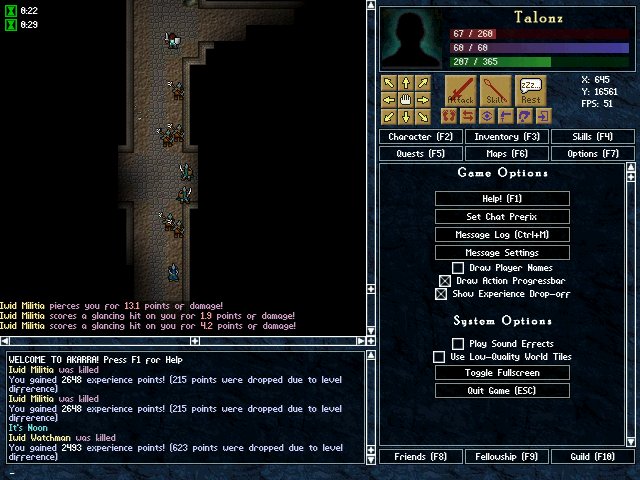 0:22
0:29
Talonz
67 / 260
60 / 60
207 / 365
Attack
Skills
zZz...
Rest
X: 645
Y: 16561
FPS: 51
Character (F2)
Inventory (F3)
Skills (F4)
Quests (F5)
Maps (F6)
Options (F7)
Game Options
Help! (F1)
Set Chat Prefix
Message Log (Ctrl+M)
Message Settings
Draw Player Names
Draw Action Progressbar
Show Experience Drop-off
System Options
Play Sound Effects
Use Low-Quality World Tiles
Toggle Fullscreen
Quit Game (ESC)
Friends (F8)
Fellowship (F9)
Guild (F10)
Iwid Militia pierces you for 13.1 points of damage!
Iwid Militia scores a glancing hit on you for 1.9 points of damage!
Iwid Militia scores a glancing hit on you for 4.2 points of damage!
WELCOME TO AKARRA! Press F1 for Help
Iwid Militia was killed
You gained 2648 experience points! (215 points were dropped due to level
difference)
Iwid Militia was killed
You gained 2648 experience points! (215 points were dropped due to level
difference)
It's Noon
Iwid Watchman was killed
You gained 2493 experience points! (623 points were dropped due to level
difference)